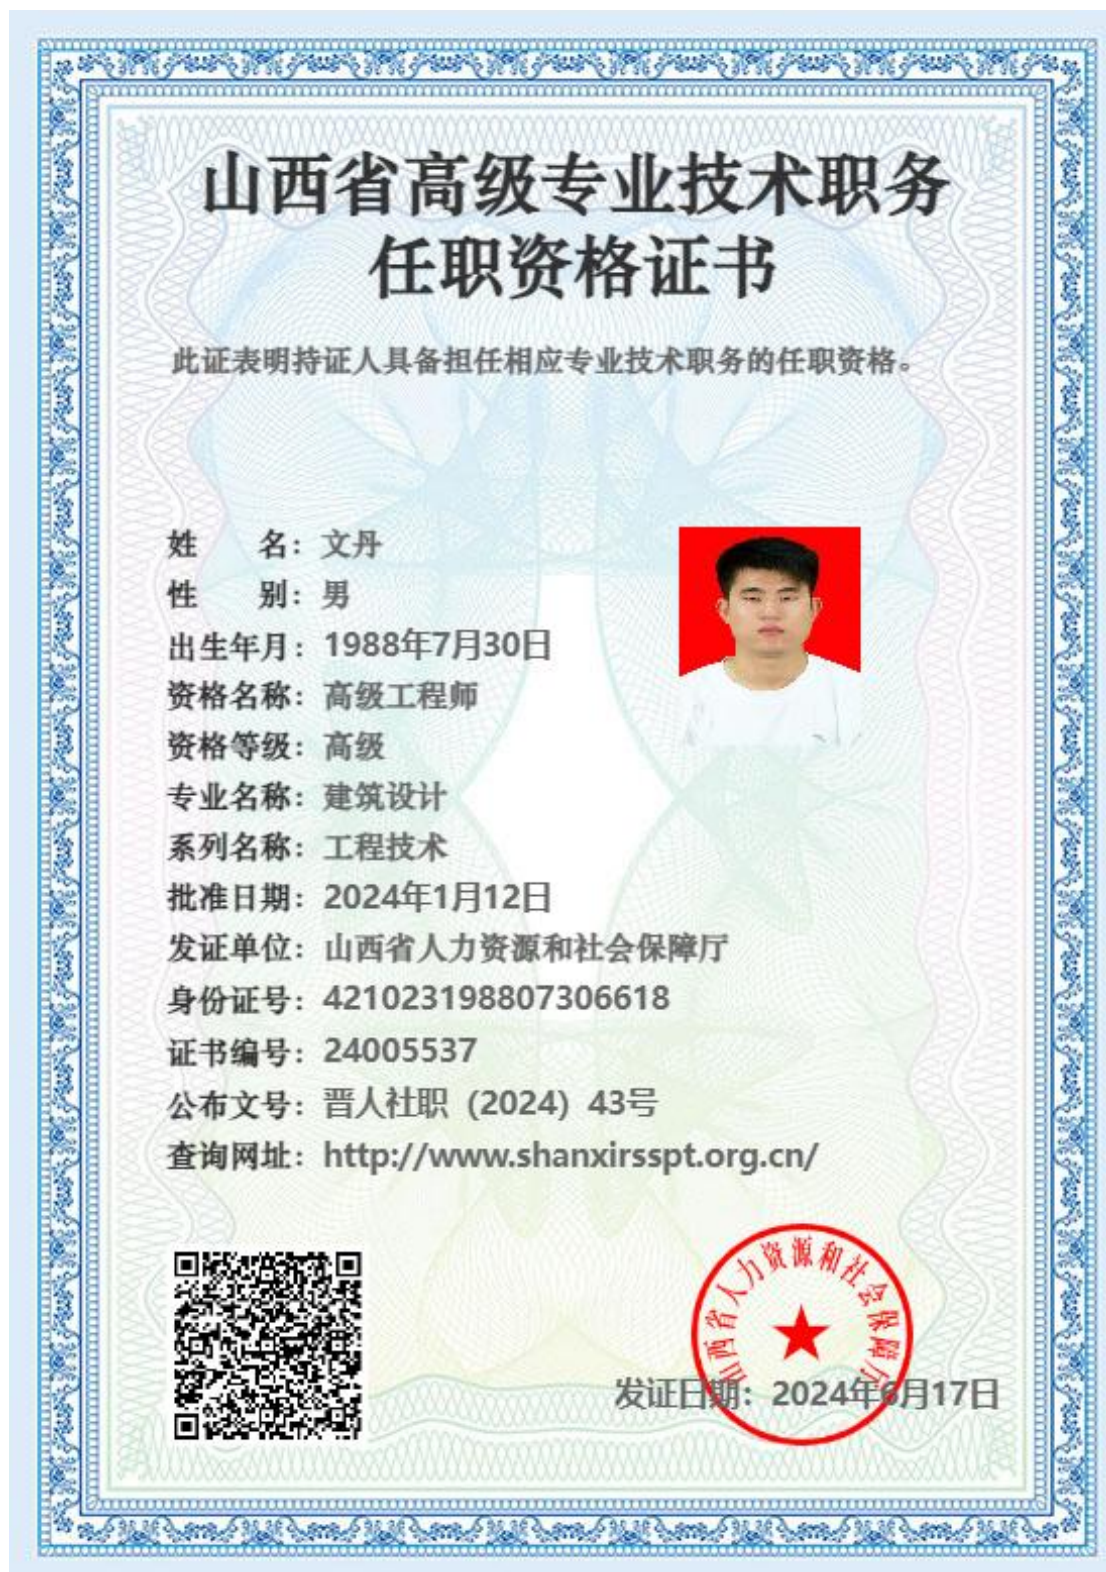 山西省高级专业技术职务
任职资格证书
此证表明持证人具备担任相应专业技术职务的任职资格。
姓　　名：文丹
性　　别：男
出生年月：1988年7月30日
资格名称：高级工程师
资格等级：高级
专业名称：建筑设计
系列名称：工程技术
批准日期：2024年1月12日
发证单位：山西省人力资源和社会保障厅
身份证号：421023198807306618
证书编号：24005537
公布文号：晋人社职（2024）43号
查询网址：http://www.shanxirsspt.org.cn/
山西省人力资源和社会保障厅
发证日期：2024年6月17日